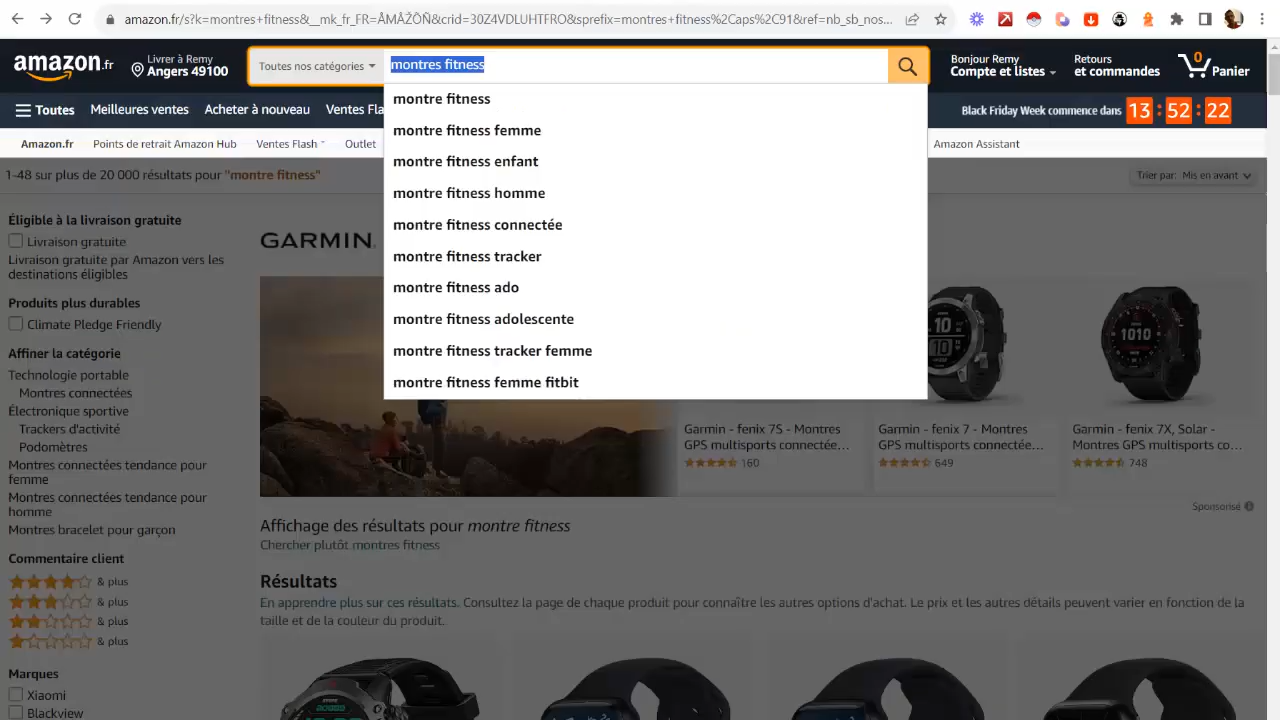 amazon.fr/s?k=montres+fitness&__mk_fr_FR=ÅMÅŽÕÑ&crid=30Z4VDLUHTFRO&sprefix=montres+fitness%2Caps%2C91&ref=nb_sb_nos...
amazon.fr
Livrer à Remy
Angers 49100
Toutes nos catégories
montres fitness
Bonjour Remy
Compte et listes
Retours
et commandes
0
Panier
Toutes
Meilleures ventes
Acheter à nouveau
Ventes Fla
Black Friday Week commence dans 13 : 52 : 22
Amazon.fr
Points de retrait Amazon Hub
Ventes Flash
Outlet
Amazon Assistant
montre fitness
montre fitness femme
montre fitness enfant
montre fitness homme
montre fitness connectée
montre fitness tracker
montre fitness ado
montre fitness adolescente
montre fitness tracker femme
montre fitness femme fitbit
1-48 sur plus de 20 000 résultats pour "montre fitness"
Trier par: Mis en avant
Éligible à la livraison gratuite
Livraison gratuite
Livraison gratuite par Amazon vers les
destinations éligibles
Produits plus durables
Climate Pledge Friendly
Affiner la catégorie
Technologie portable
Montres connectées
Électronique sportive
Trackers d'activité
Podomètres
Montres connectées tendance pour
femme
Montres connectées tendance pour
homme
Montres bracelet pour garçon
Commentaire client
& plus
& plus
& plus
& plus
Marques
Xiaomi
Blackview
GARMIN
10
10
1010
Garmin - fenix 7S - Montres
GPS multisports connectée...
160
Garmin - fenix 7 - Montres
GPS multisports connectée...
649
Garmin - fenix 7X, Solar -
Montres GPS multisports co...
748
Sponsorisé
Affichage des résultats pour montre fitness
Chercher plutôt montres fitness
Résultats
En apprendre plus sur ces résultats. Consultez la page de chaque produit pour connaître les autres options d'achat. Le prix et les autres détails peuvent varier en fonction de la
taille et de la couleur du produit.